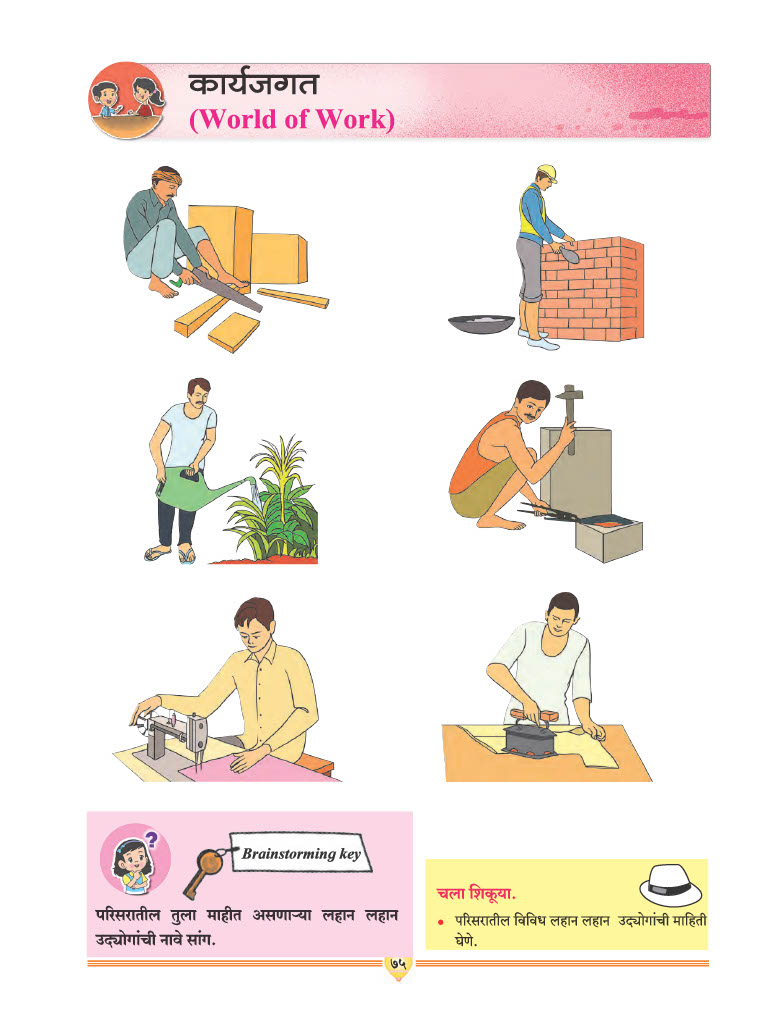 कार्यजगत
(World of Work)
?
Brainstorming key
परिसरातील तुला माहीत असणाऱ्या लहान लहान
उद्योगांची नावे सांग.
चला शिकूया.
• परिसरातील विविध लहान लहान उद्योगांची माहिती
घेणे.
७५